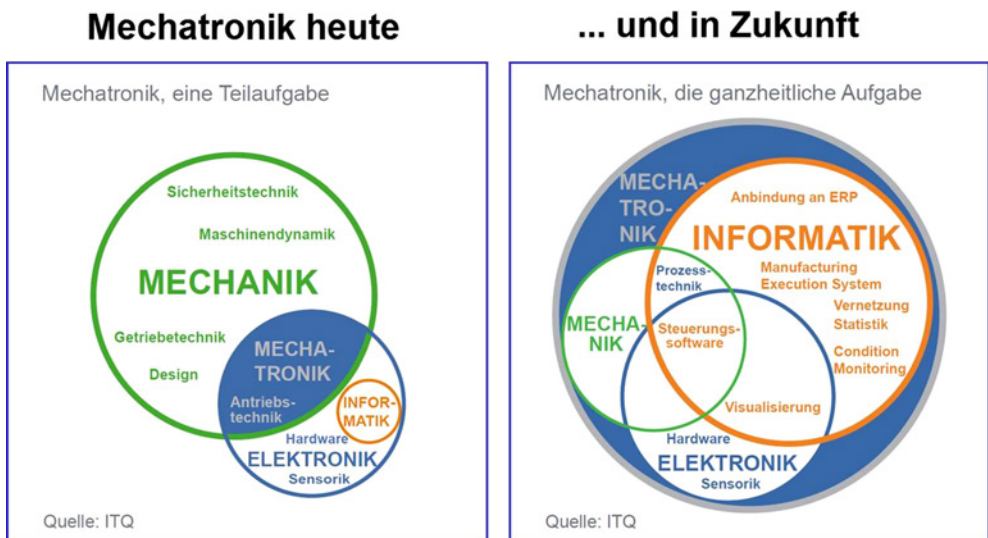 Mechatronik heute
Mechatronik, eine Teilaufgabe
Sicherheitstechnik
Maschinendynamik
MECHANIK
Getriebetechnik
MECHA-
TRONIK
Design
Antriebs-
technik
INFOR-
MATIK
Hardware
ELEKTRONIK
Sensorik
Quelle: ITQ
... und in Zukunft
Mechatronik, die ganzheitliche Aufgabe
MECHA-
TRO-
NIK
Anbindung an ERP
INFORMATIK
Prozess-
technik
Manufacturing
Execution System
Vernetzung
Statistik
MECHA-
NIK
Steuerungs-
software
Condition
Monitoring
Visualisierung
Hardware
ELEKTRONIK
Sensorik
Quelle: ITQ